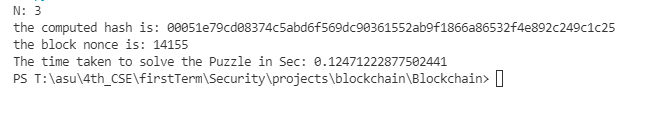 N: 3
the computed hash is: 00051e79cd08374c5abd6f569dc90361552ab9f1866a86532f4e892c249c1c25
the block nonce is: 14155
The time taken to solve the Puzzle in Sec: 0.12471222877502441
PS T:\asu\4th_CSE\firstTerm\Security\projects\blockchain\Blockchain>